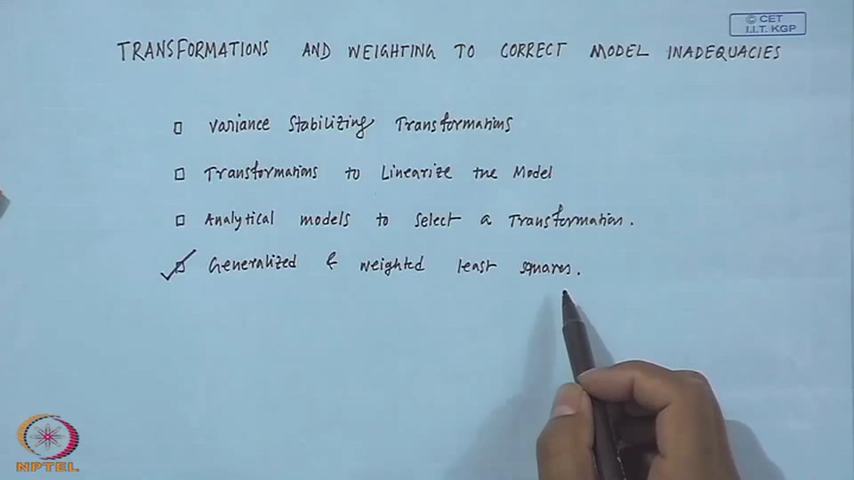 © CET
I.I.T. KGP
TRANSFORMATIONS AND WEIGHTING TO CORRECT MODEL INADEQUACIES
Variance Stabilizing Transformations
Transformations to Linearize the Model
Analytical models to select a Transformation.
Generalized & weighted least squares.
NPTEL